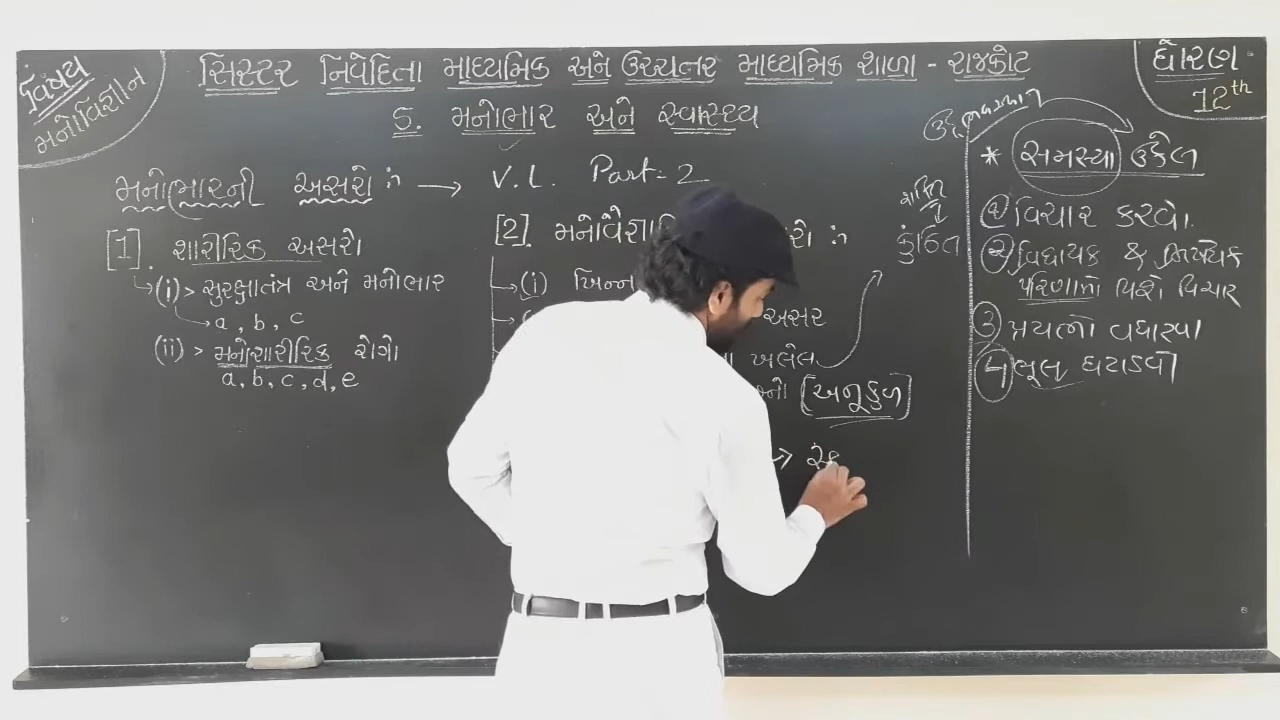 વિષય
મનોવિજ્ઞાન
સિસ્ટર નિવેદિતા માધ્યમિક અને ઉચ્ચતર માધ્યમિક શાળા - રાજકોટ
ધોરણ -
12th
5. મનોભાર અને સ્વાસ્થ્ય
મનોભારની અસરો :- → V.L. Part-2
[1] શારીરિક અસરો
(i) > સુરક્ષાતંત્ર અને મનોભાર
→ a, b, c
(ii) > મનોશારીરિક રોગો
a, b, c, d, e
[2] મનોવૈજ્ઞા
(i) ખિન્ન
અસર
ખલેલ
(અનુકુળ)
→
કુંઠિત
* સમસ્યા ઉકેલ
વિચાર કરવો.
વિધાયક & નિષેધક
પરિણામો વિશે વિચાર
3 પ્રયત્નો વધારવા
4 ભૂલ ઘટાડવી